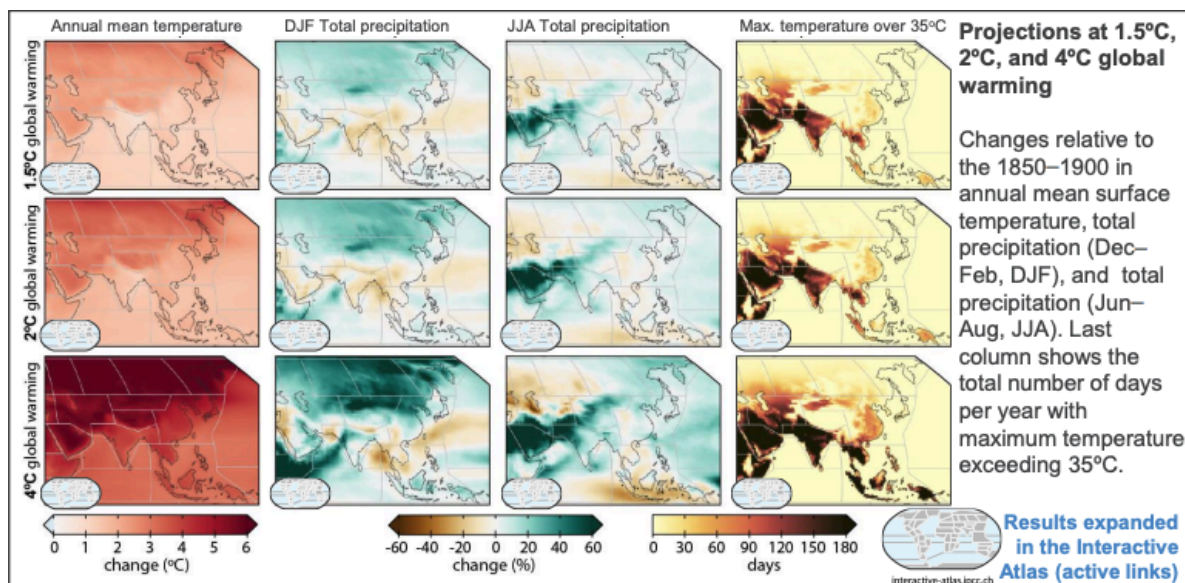 Annual mean temperature
DJF Total precipitation
JJA Total precipitation
Max. temperature over 35ºC
1.5ºC global warming
2ºC global warming
4ºC global warming
0 1 2 3 4 5 6
change (ºC)
-60 -40 -20 0 20 40 60
change (%)
0 30 60 90 120 150 180
days
Projections at 1.5ºC,
2ºC, and 4ºC global
warming
Changes relative to
the 1850–1900 in
annual mean surface
temperature, total
precipitation (Dec–
Feb, DJF), and total
precipitation (Jun–
Aug, JJA). Last
column shows the
total number of days
per year with
maximum temperature
exceeding 35ºC.
interactive-atlas.ipcc.ch
Results expanded
in the Interactive
Atlas (active links)